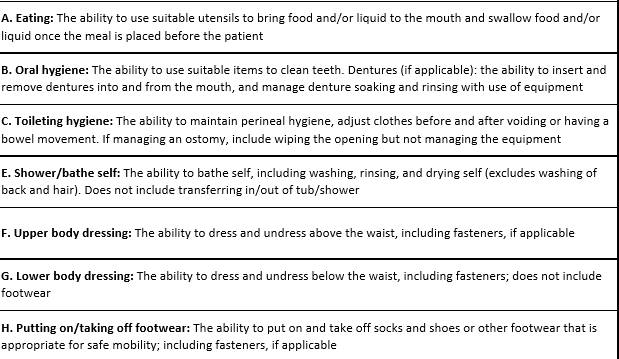 A. Eating: The ability to use suitable utensils to bring food and/or liquid to the mouth and swallow food and/or
liquid once the meal is placed before the patient
B. Oral hygiene: The ability to use suitable items to clean teeth. Dentures (if applicable): the ability to insert and
remove dentures into and from the mouth, and manage denture soaking and rinsing with use of equipment
C. Toileting hygiene: The ability to maintain perineal hygiene, adjust clothes before and after voiding or having a
bowel movement. If managing an ostomy, include wiping the opening but not managing the equipment
E. Shower/bathe self: The ability to bathe self, including washing, rinsing, and drying self (excludes washing of
back and hair). Does not include transferring in/out of tub/shower
F. Upper body dressing: The ability to dress and undress above the waist, including fasteners, if applicable
G. Lower body dressing: The ability to dress and undress below the waist, including fasteners; does not include
footwear
H. Putting on/taking off footwear: The ability to put on and take off socks and shoes or other footwear that is
appropriate for safe mobility; including fasteners, if applicable